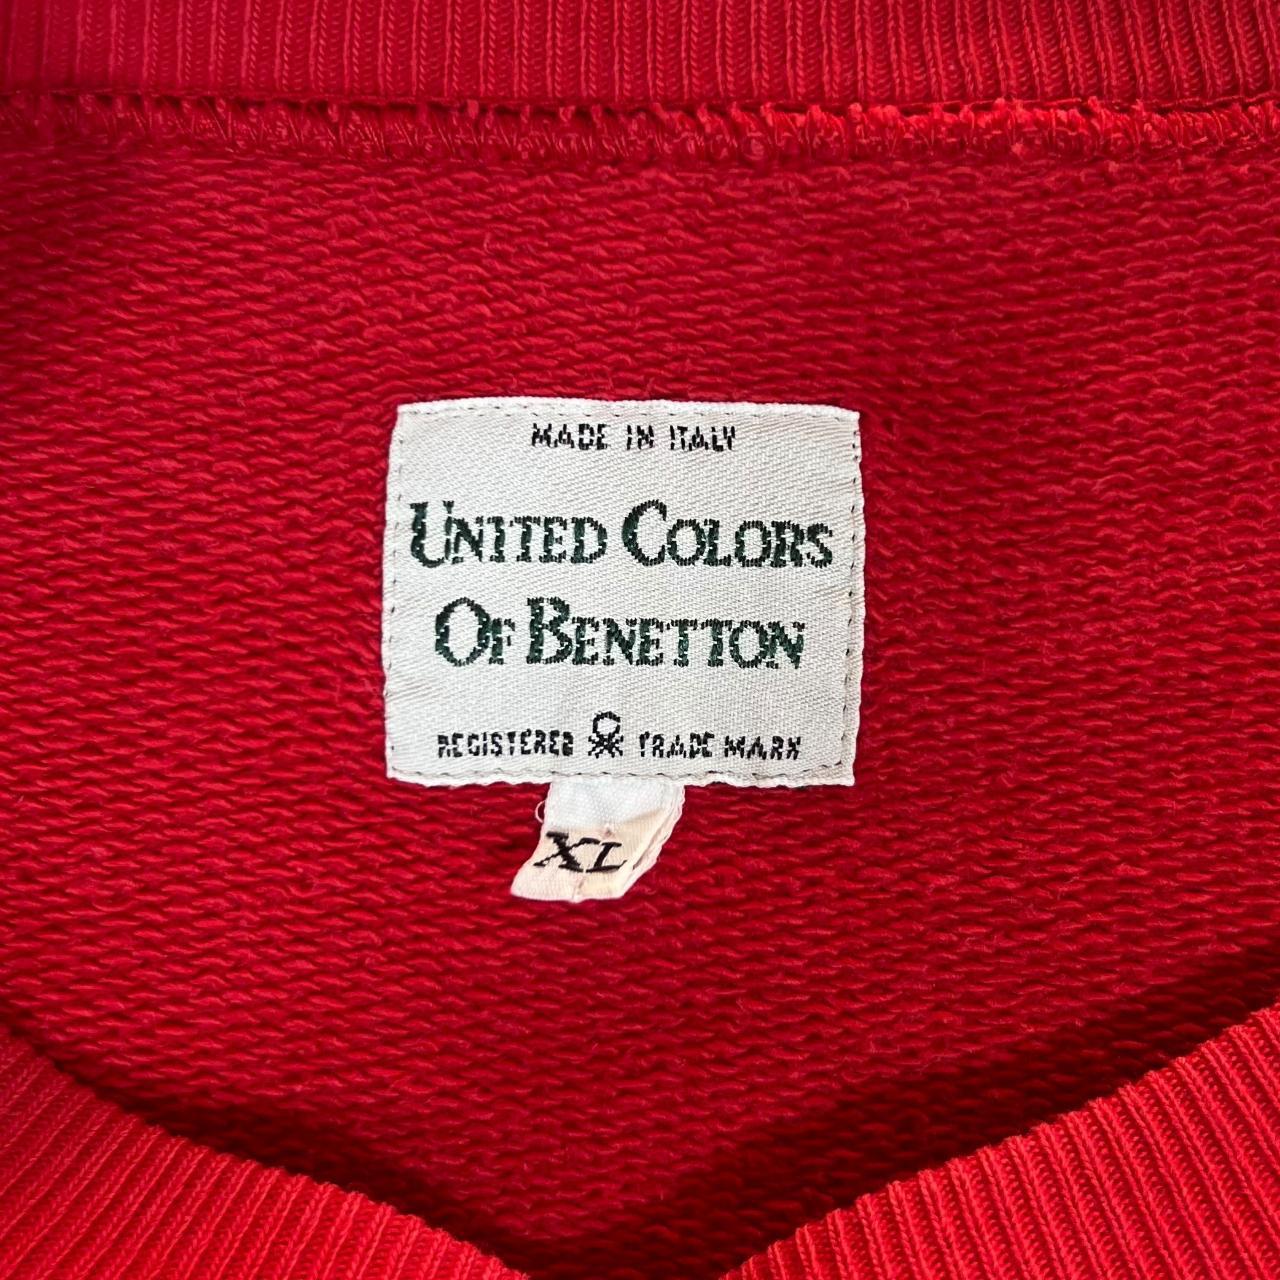 MADE IN ITALY
UNITED COLORS
OF BENETTON
REGISTERED TRADE MARK
XL